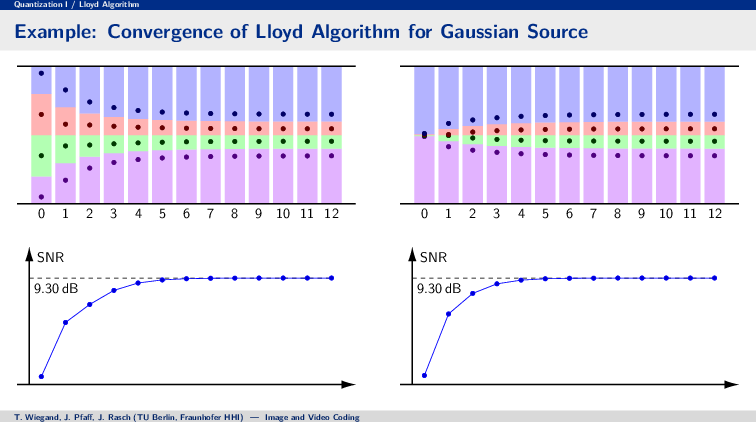 Quantization I / Lloyd Algorithm
Example: Convergence of Lloyd Algorithm for Gaussian Source
0 1 2 3 4 5 6 7 8 9 10 11 12
0 1 2 3 4 5 6 7 8 9 10 11 12
SNR
9.30 dB
SNR
9.30 dB
T. Wiegand, J. Pfaff, J. Rasch (TU Berlin, Fraunhofer HHI) — Image and Video Coding